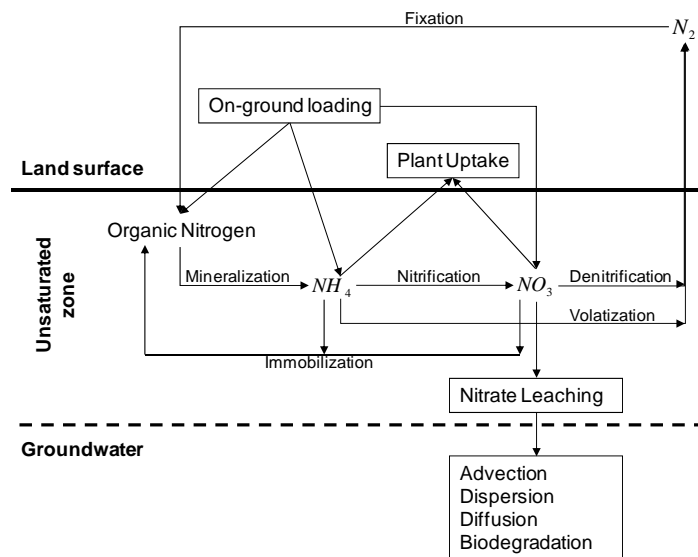 Fixation
N₂
On-ground loading
Plant Uptake
Land surface
Organic Nitrogen
Unsaturated
zone
Mineralization
NH₄
Nitrification
NO₃
Denitrification
Volatization
Immobilization
Nitrate Leaching
Groundwater
Advection
Dispersion
Diffusion
Biodegradation